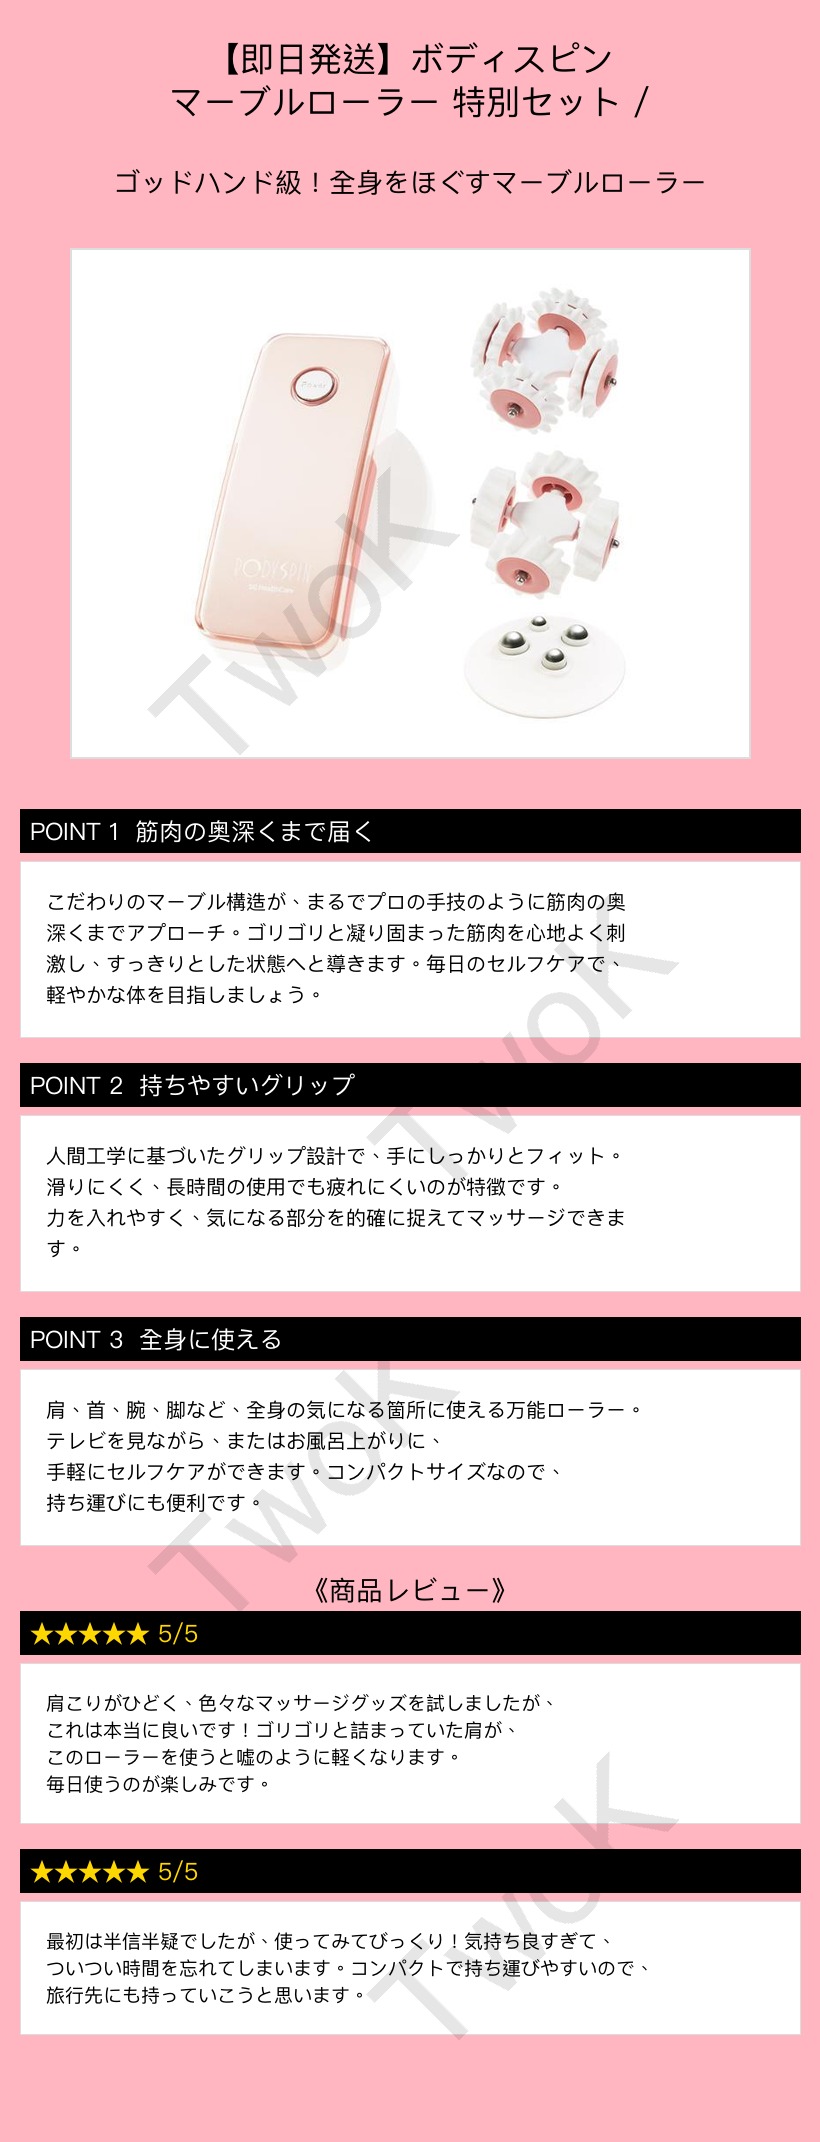 【即日発送】ボディスピン
マーブルローラー 特別セット /
ゴッドハンド級！全身をほぐすマーブルローラー
Power
BODYSPIN
TwoK
POINT 1 筋肉の奥深くまで届く
こだわりのマーブル構造が、まるでプロの手技のように筋肉の奥
深くまでアプローチ。ゴリゴリと凝り固まった筋肉を心地よく刺
激し、すっきりとした状態へと導きます。毎日のセルフケアで、
軽やかな体を目指しましょう。
TwoK
POINT 2 持ちやすいグリップ
人間工学に基づいたグリップ設計で、手にしっかりとフィット。
滑りにくく、長時間の使用でも疲れにくいのが特徴です。
力を入れやすく、気になる部分を的確に捉えてマッサージできま
す。
POINT 3 全身に使える
肩、首、腕、脚など、全身の気になる箇所に使える万能ローラー。
テレビを見ながら、またはお風呂上がりに、
手軽にセルフケアができます。コンパクトサイズなので、
持ち運びにも便利です。
TwoK
《商品レビュー》
★★★★★ 5/5
肩こりがひどく、色々なマッサージグッズを試しましたが、
これは本当に良いです！ゴリゴリと詰まっていた肩が、
このローラーを使うと嘘のように軽くなります。
毎日使うのが楽しみです。
★★★★★ 5/5
最初は半信半疑でしたが、使ってみてびっくり！気持ち良すぎて、
ついつい時間を忘れてしまいます。コンパクトで持ち運びやすいので、
旅行先にも持っていこうと思います。
TwoK